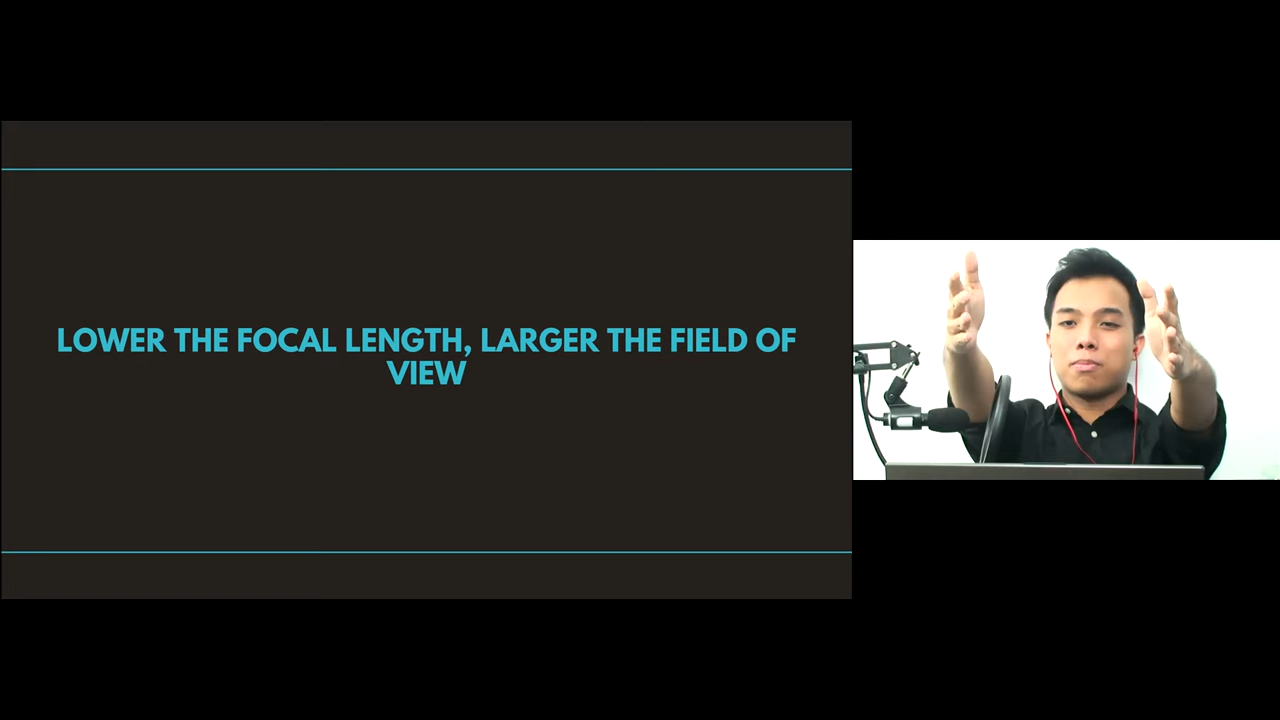 LOWER THE FOCAL LENGTH, LARGER THE FIELD OF
VIEW